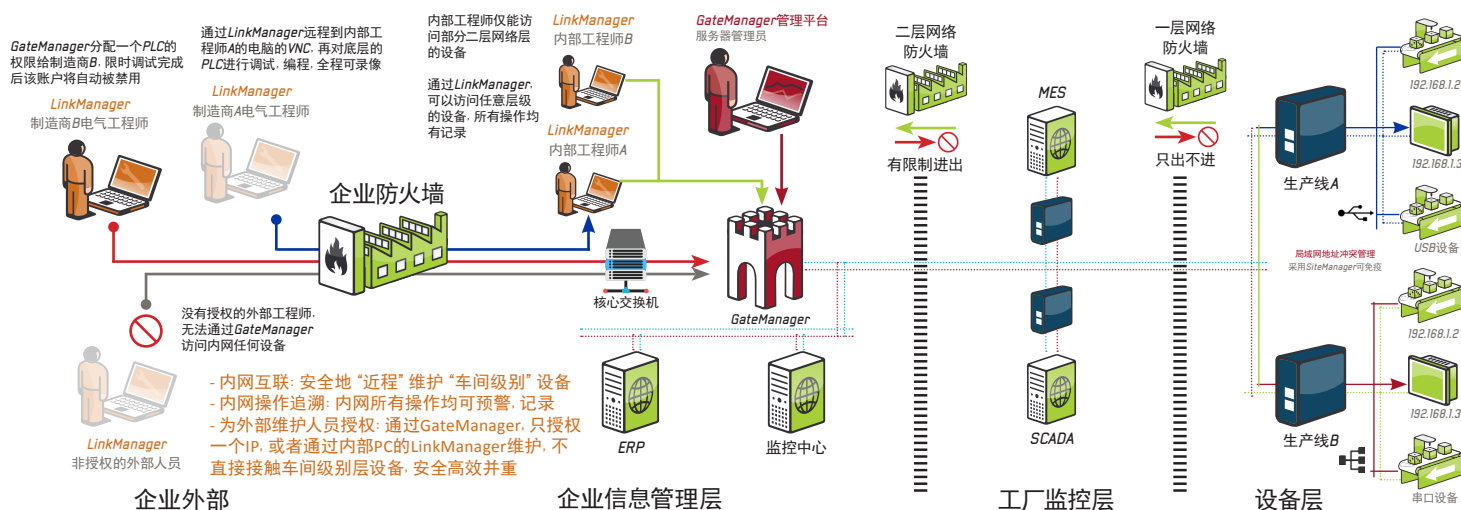 GateManager分配一个PLC的
权限给制造商B, 限时调试完成
后该账户将自动被禁用
LinkManager
制造商B电气工程师
通过LinkManager远程到内部工
程师A的电脑的VNC, 再对底层的
PLC进行调试, 编程, 全程可录像
LinkManager
制造商A电气工程师
内部工程师仅能访
问部分二层网络层
的设备
通过LinkManager,
可以访问任意层级
的设备, 所有操作均
有记录
LinkManager
内部工程师B
LinkManager
内部工程师A
GateManager管理平台
服务器管理员
企业防火墙
核心交换机
GateManager
没有授权的外部工程师,
无法通过GateManager
访问内网任何设备
LinkManager
非授权的外部人员
- 内网互联: 安全地 “近程” 维护 “车间级别” 设备
- 内网操作追溯: 内网所有操作均可预警, 记录
- 为外部维护人员授权: 通过GateManager, 只授权
一个IP, 或者通过内部PC的LinkManager维护, 不
直接接触车间级别层设备, 安全高效并重
ERP
监控中心
二层网络
防火墙
有限制进出
MES
SCADA
一层网络
防火墙
只出不进
生产线A
192.168.1.2
192.168.1.3
USB设备
局域网地址冲突管理
采用SiteManager可免疫
生产线B
192.168.1.2
192.168.1.3
串口设备
企业外部
企业信息管理层
工厂监控层
设备层